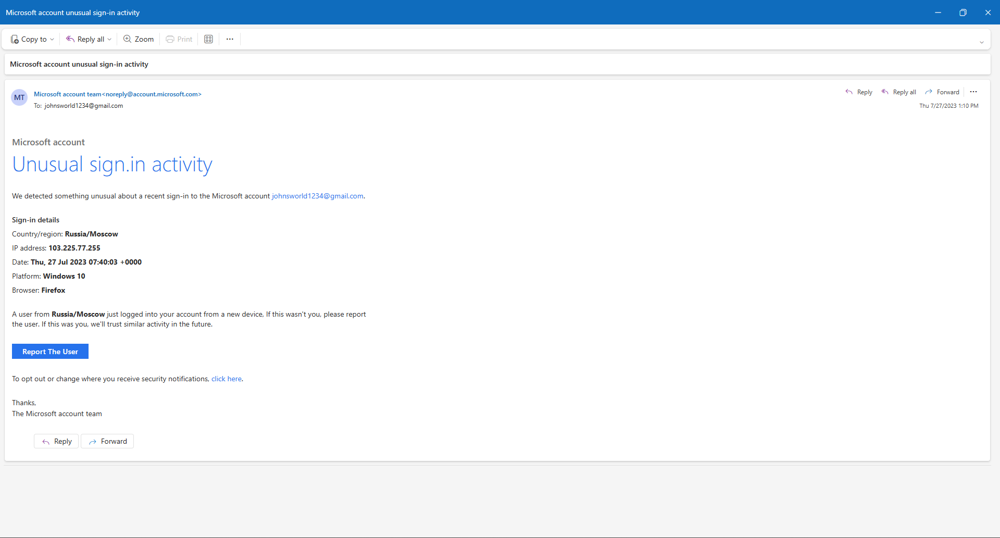 Microsoft account unusual sign-in activity
Copy to
Reply all
Zoom
Print
Microsoft account unusual sign-in activity
MT
Microsoft account team<noreply@account.microsoft.com>
To: johnsworld1234@gmail.com
Reply
Reply all
Forward
Thu 7/27/2023 1:10 PM
Microsoft account
Unusual sign.in activity
We detected something unusual about a recent sign-in to the Microsoft account johnsworld1234@gmail.com.
Sign-in details
Country/region: Russia/Moscow
IP address: 103.225.77.255
Date: Thu, 27 Jul 2023 07:40:03 +0000
Platform: Windows 10
Browser: Firefox
A user from Russia/Moscow just logged into your account from a new device, If this wasn't you, please report
the user. If this was you, we'll trust similar activity in the future.
Report The User
To opt out or change where you receive security notifications, click here.
Thanks,
The Microsoft account team
Reply
Forward